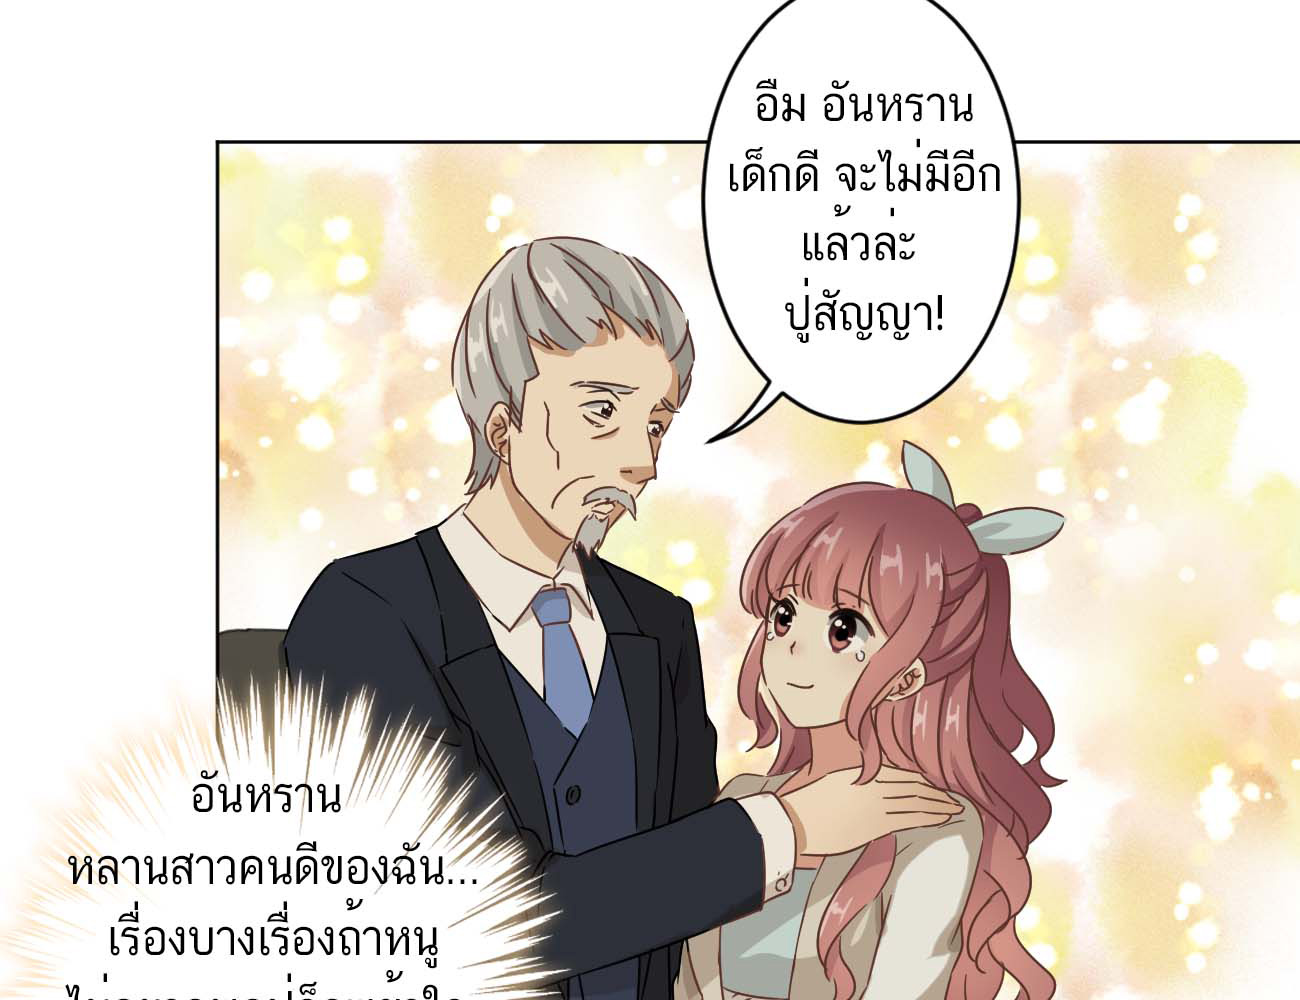 อืม อันหราน
เด็กดี จะไม่มีอีก
แล้วล่ะ
ปู่สัญญา!
อันหราน
หลานสาวคนดีของฉัน...
เรื่องบางเรื่องถ้าหนู